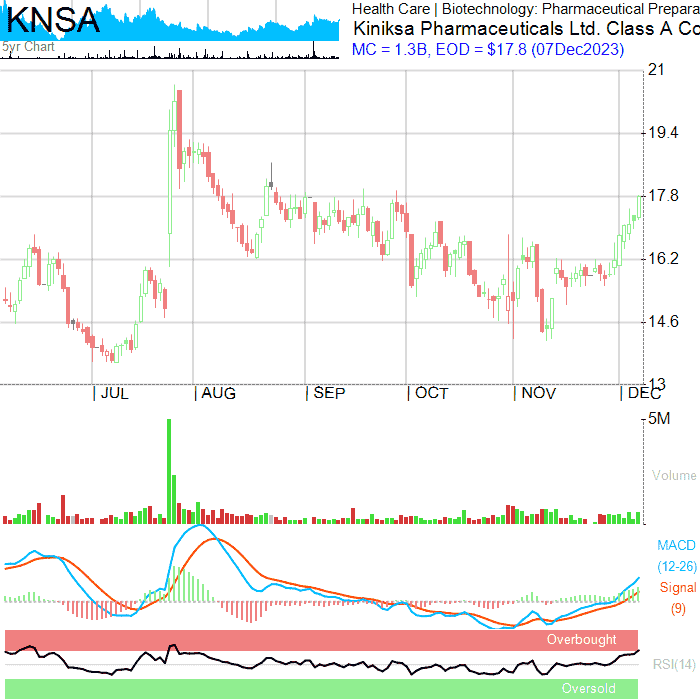 KNSA
5yr Chart
Health Care | Biotechnology: Pharmaceutical Prepara
Kiniksa Pharmaceuticals Ltd. Class A Co
MC = 1.3B, EOD = $17.8 (07Dec2023)
21
19.4
17.8
16.2
14.6
13
JUL AUG SEP OCT NOV DEC
5M
Volume
MACD
(12-26)
Signal
(9)
Overbought
RSI(14)
Oversold